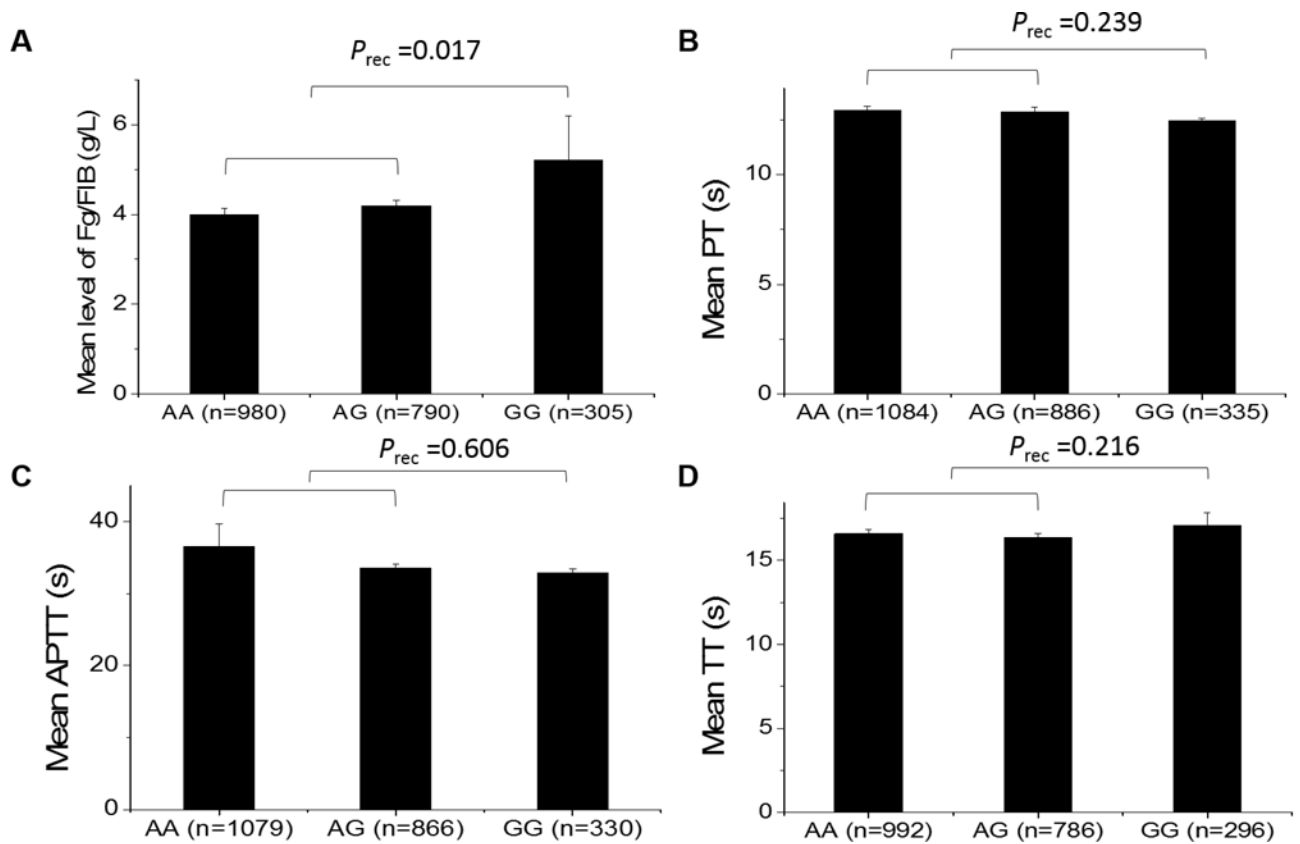 A
P_rec =0.017
Mean level of Fg/FIB (g/L)
6
4
2
0
AA (n=980) AG (n=790) GG (n=305)
B
P_rec =0.239
Mean PT (s)
10
5
0
AA (n=1084) AG (n=886) GG (n=335)
C
P_rec =0.606
Mean APTT (s)
40
20
0
AA (n=1079) AG (n=866) GG (n=330)
D
P_rec =0.216
Mean TT (s)
15
10
5
0
AA (n=992) AG (n=786) GG (n=296)